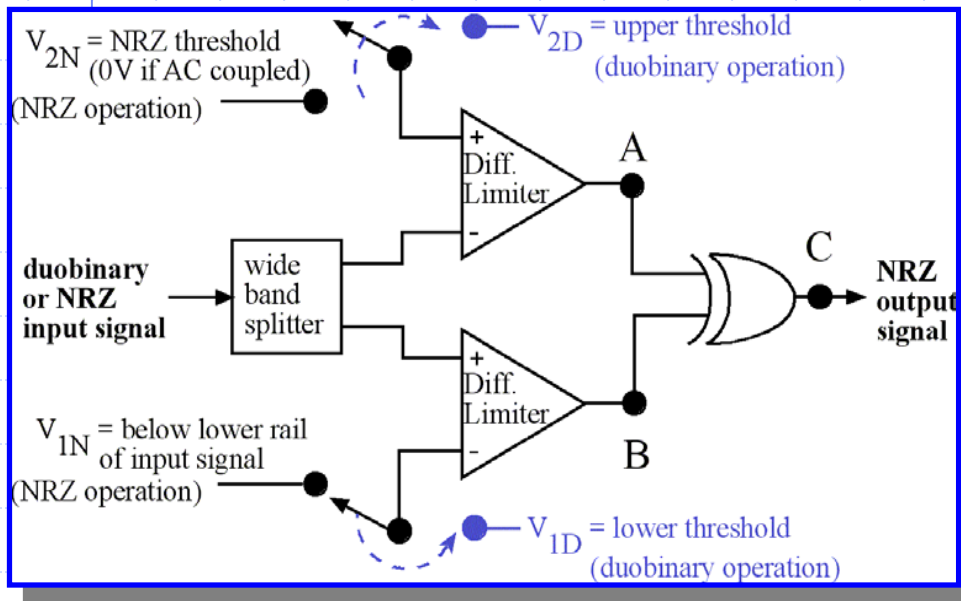 V2N = NRZ threshold
(0V if AC coupled)
(NRZ operation)
V2D = upper threshold
(duobinary operation)
+
Diff.
Limiter
-
A
duobinary
or NRZ
input signal
wide
band
splitter
C
NRZ
output
signal
+
Diff.
Limiter
-
B
V1N = below lower rail
of input signal
(NRZ operation)
V1D = lower threshold
(duobinary operation)